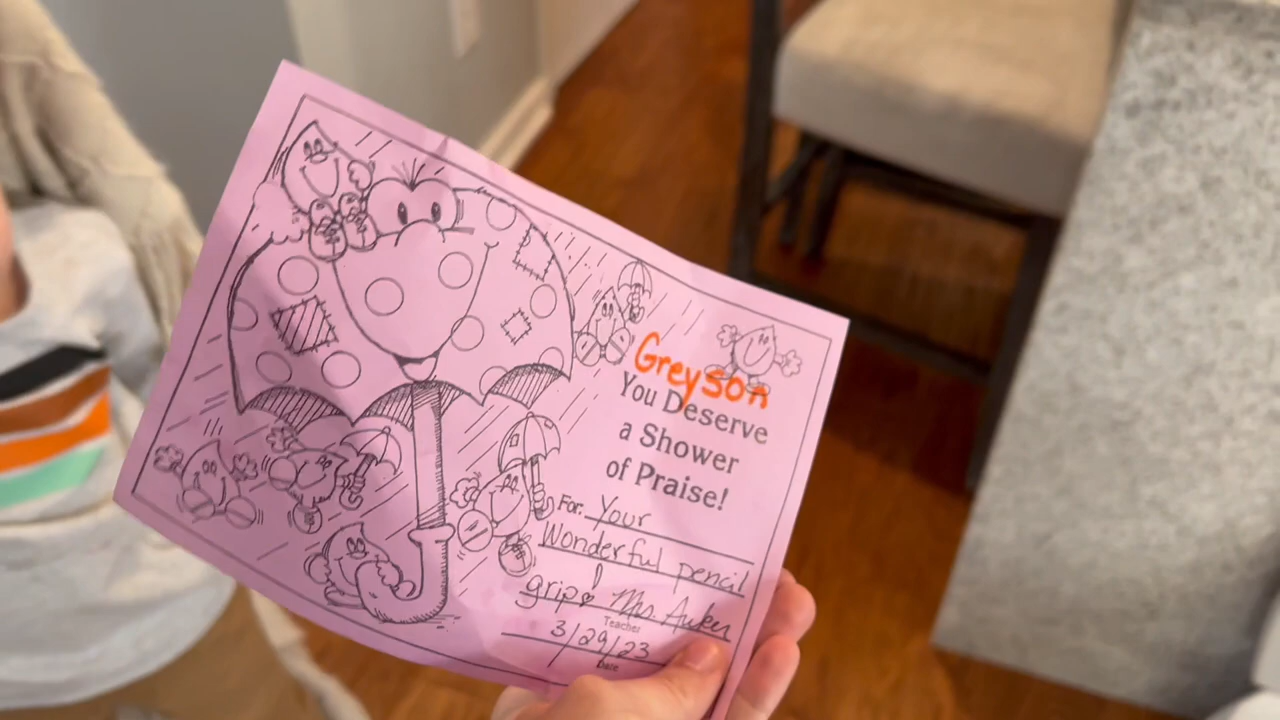 Greyson
You Deserve
a Shower
of Praise!
For: Your
Wonderful pencil
grip! Mrs. Auker
Teacher
3/29/23
Date